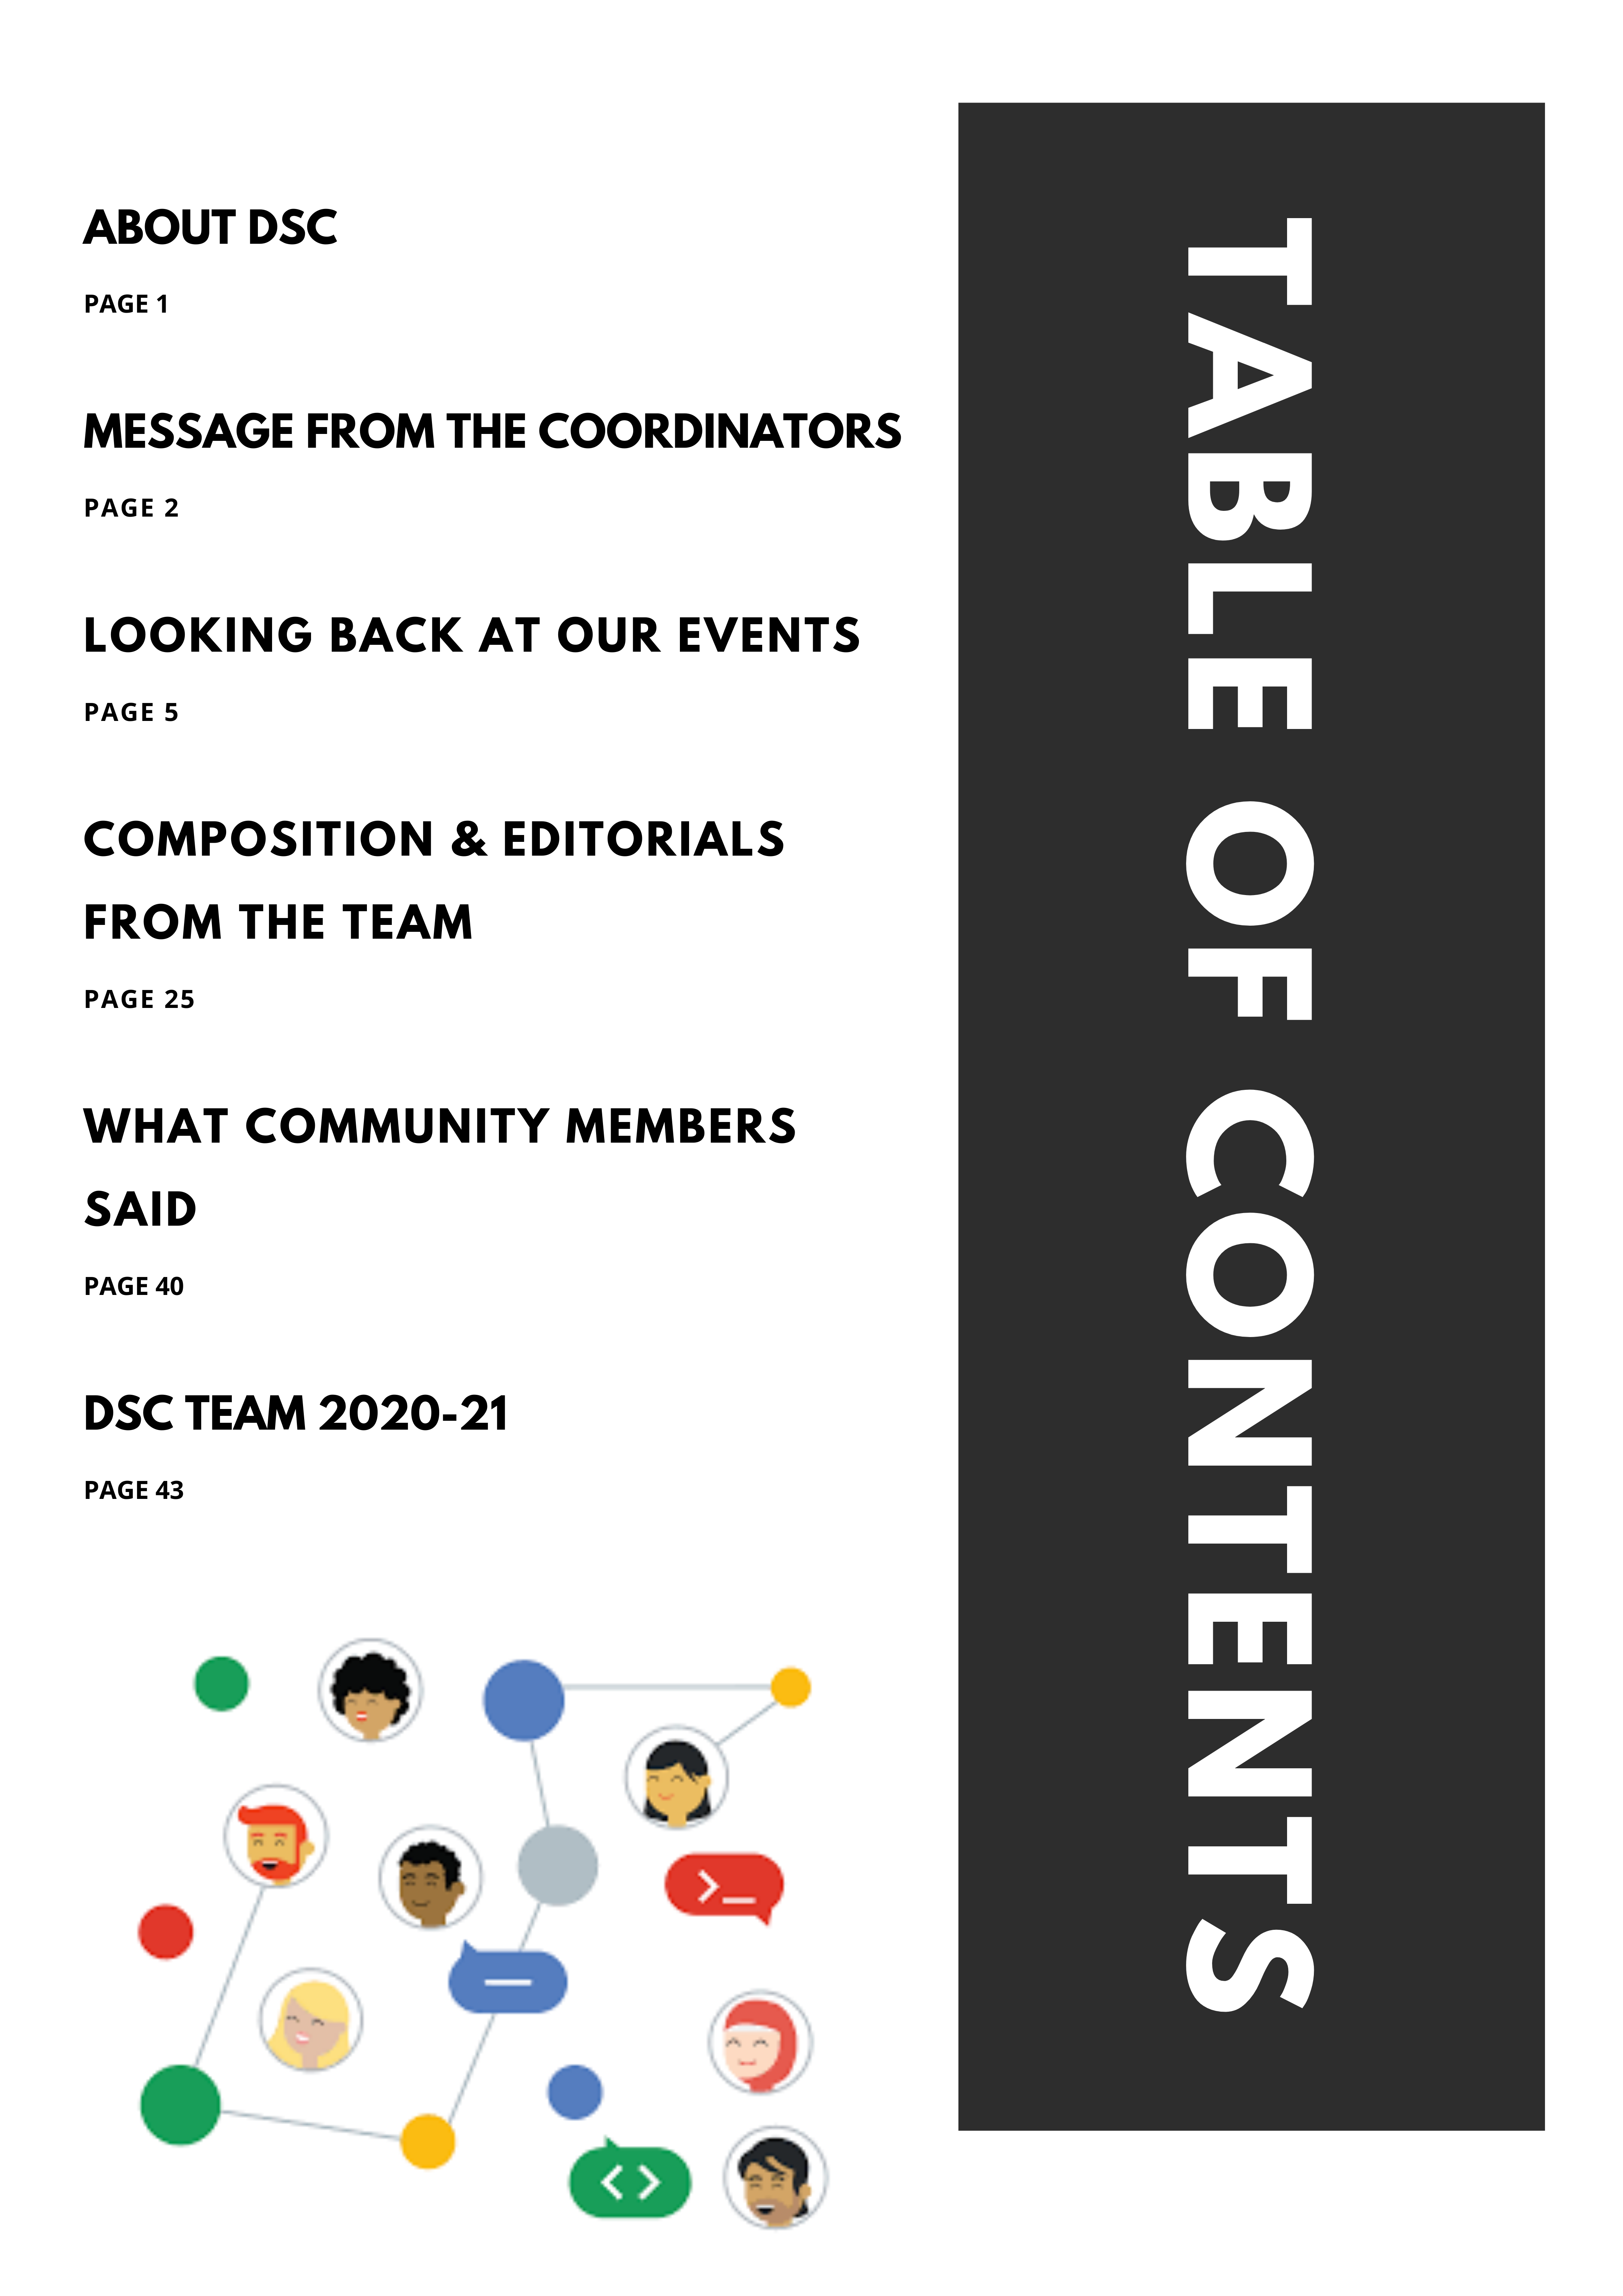 ABOUT DSC
PAGE 1
MESSAGE FROM THE COORDINATORS
PAGE 2
LOOKING BACK AT OUR EVENTS
PAGE 5
COMPOSITION & EDITORIALS
FROM THE TEAM
PAGE 25
WHAT COMMUNITY MEMBERS
SAID
PAGE 40
DSC TEAM 2020-21
PAGE 43
TABLE OF CONTENTS
>_
<>